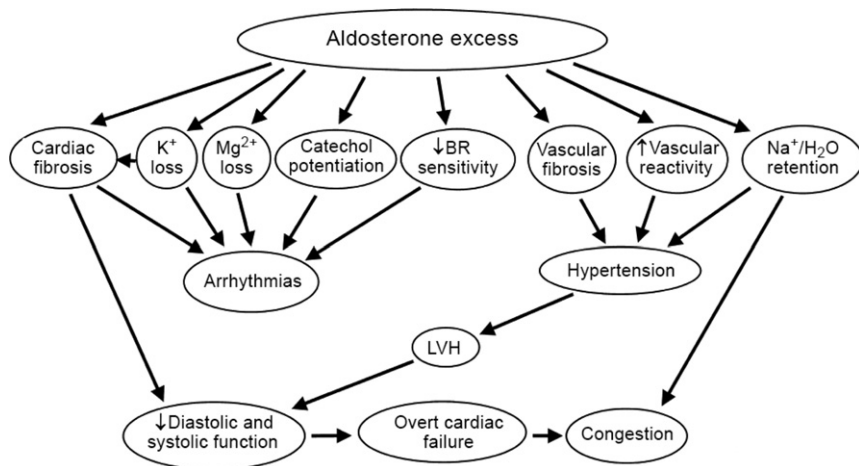 Aldosterone excess
Cardiac
fibrosis
K⁺
loss
Mg²⁺
loss
Catechol
potentiation
↓BR
sensitivity
Vascular
fibrosis
↑Vascular
reactivity
Na⁺/H₂O
retention
Arrhythmias
Hypertension
LVH
↓Diastolic and
systolic function
Overt cardiac
failure
Congestion